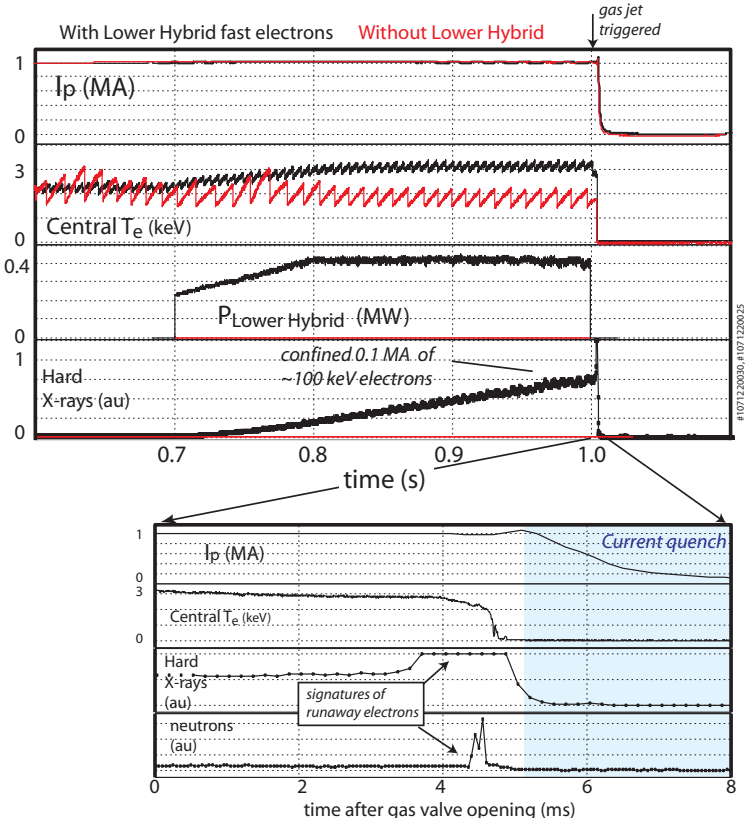 gas jet
triggered
With Lower Hybrid fast electrons Without Lower Hybrid
1
Ip (MA)
0
3
Central Te (keV)
0
0.4
PLower Hybrid (MW)
0
1
confined 0.1 MA of
~100 keV electrons
Hard
X-rays (au)
0
#1071220030, #1071220025
0.7 0.8 0.9 1.0
time (s)
1
Ip (MA)
Current quench
0
3
Central Te (keV)
0
Hard
X-rays
(au)
signatures of
runaway electrons
neutrons
(au)
0 2 4 6 8
time after gas valve opening (ms)